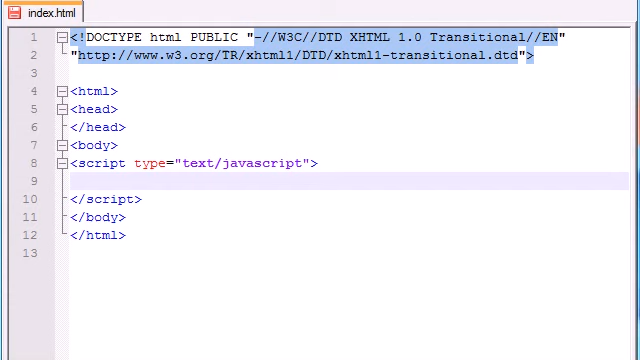 index.html
1 <!DOCTYPE html PUBLIC "-//W3C//DTD XHTML 1.0 Transitional//EN"
2 "http://www.w3.org/TR/xhtml1/DTD/xhtml1-transitional.dtd">
3
4 <html>
5 <head>
6 </head>
7 <body>
8 <script type="text/javascript">
9
10 </script>
11 </body>
12 </html>
13